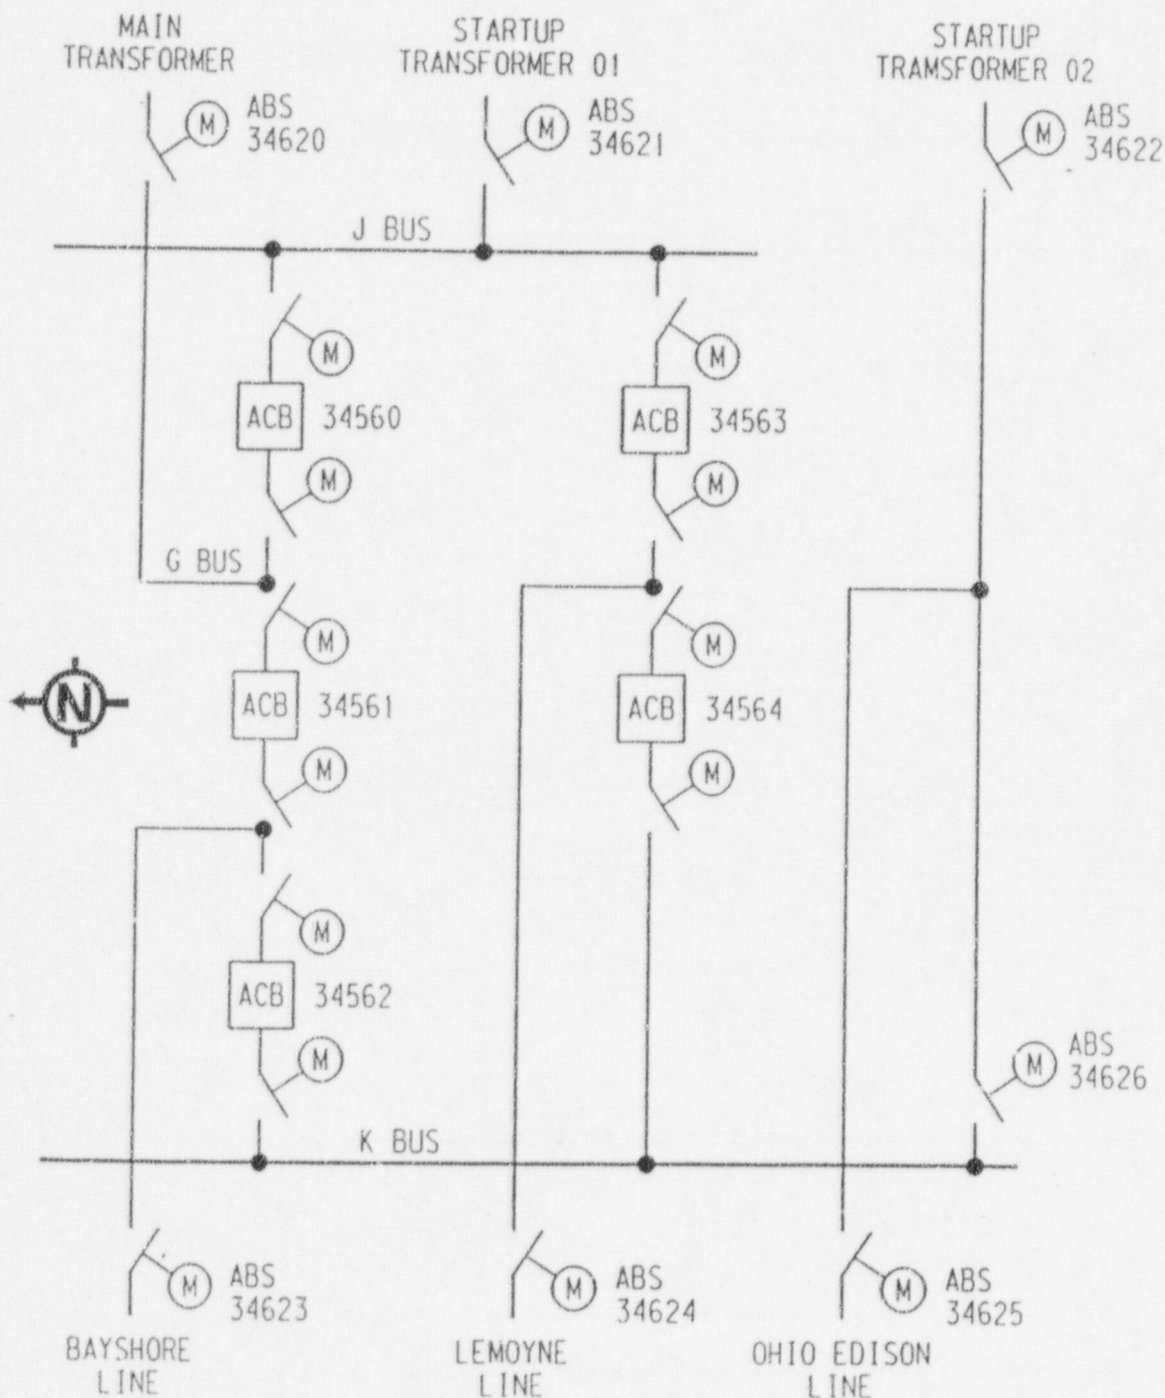 MAIN
TRANSFORMER
STARTUP
TRANSFORMER 01
STARTUP
TRAMSFORMER 02
M
ABS
34620
M
ABS
34621
M
ABS
34622
J BUS
M
M
ACB 34560
ACB 34563
M
M
G BUS
M
M
N
ACB 34561
ACB 34564
M
M
M
ACB 34562
M
M
ABS
34626
K BUS
M
ABS
34623
M
ABS
34624
M
ABS
34625
BAYSHORE
LINE
LEMOYNE
LINE
OHIO EDISON
LINE